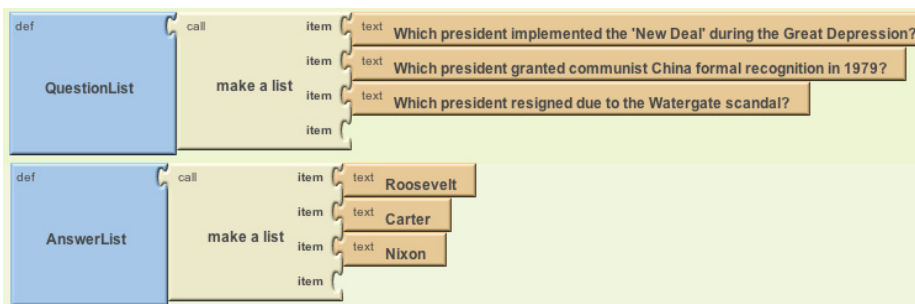 def call item text Which president implemented the 'New Deal' during the Great Depression?
item text Which president granted communist China formal recognition in 1979?
QuestionList make a list
item text Which president resigned due to the Watergate scandal?
item
def call item text Roosevelt
item text Carter
AnswerList make a list
item text Nixon
item